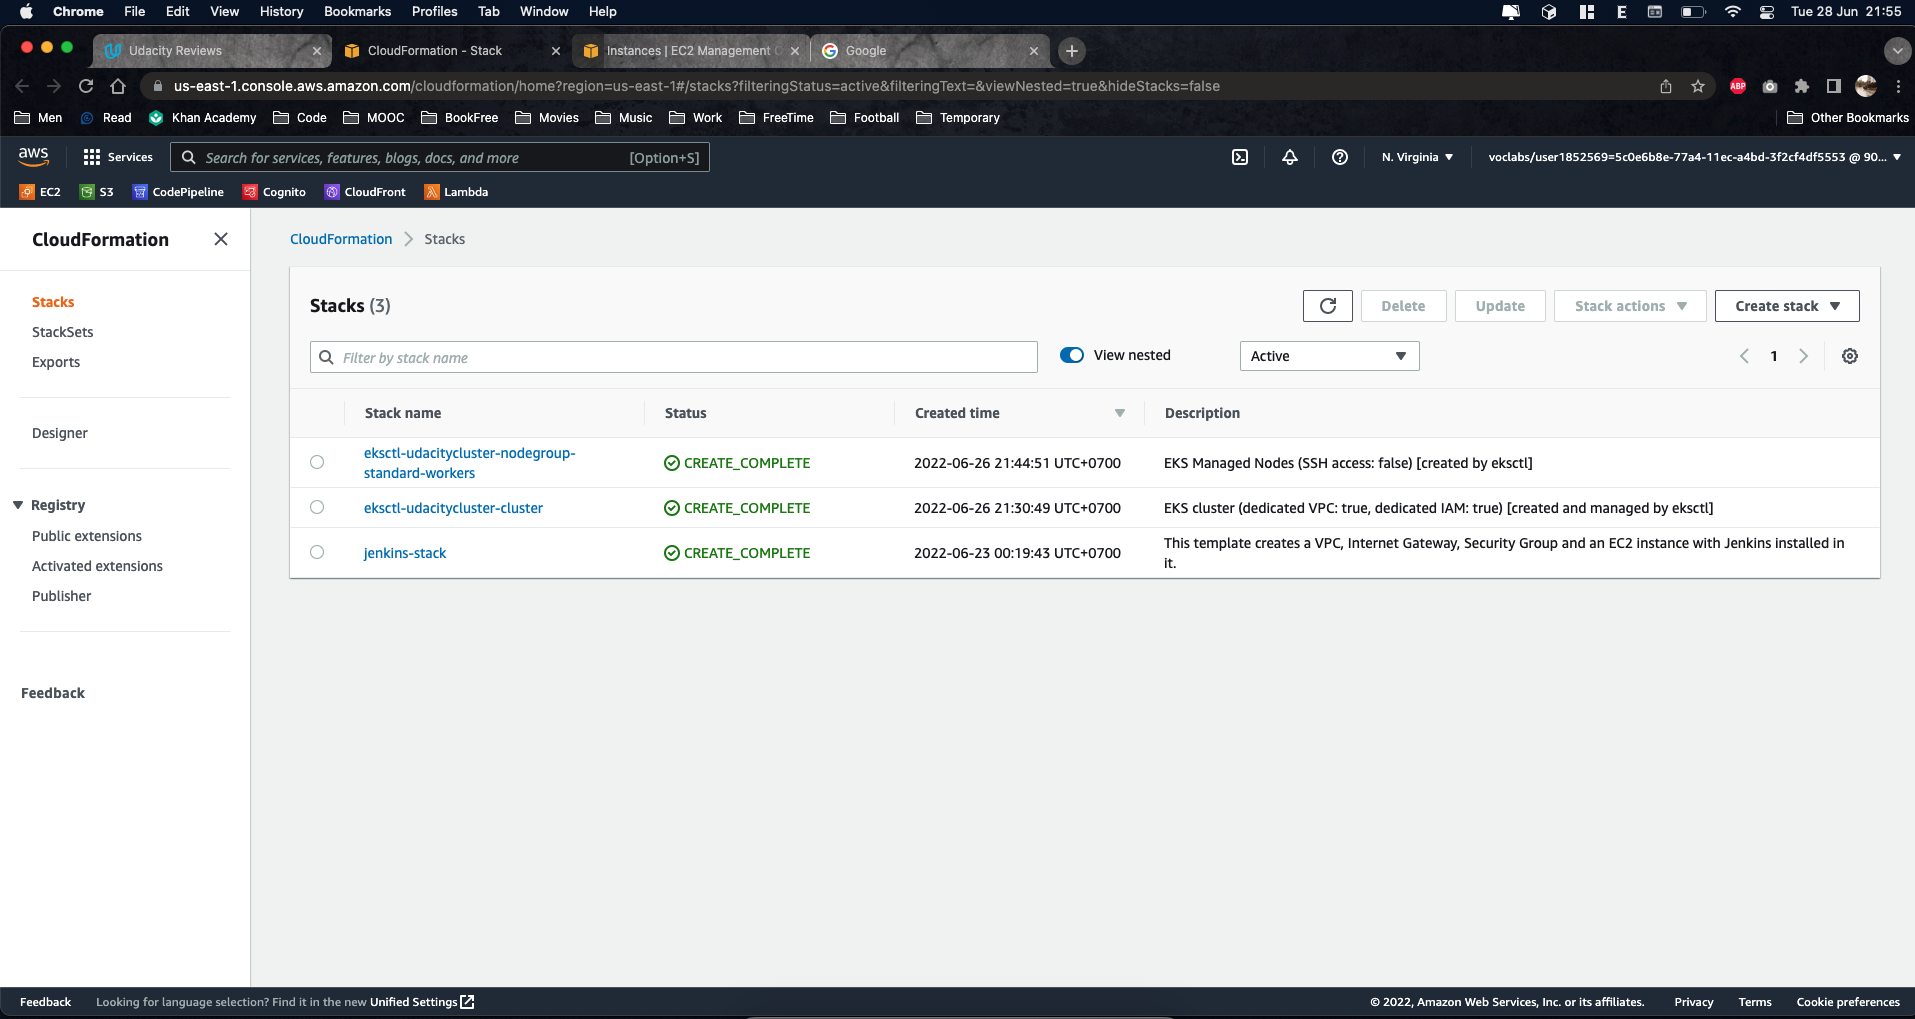 Chrome File Edit View History Bookmarks Profiles Tab Window Help E Tue 28 Jun 21:55
Udacity Reviews CloudFormation - Stack Instances | EC2 Management C Google
us-east-1.console.aws.amazon.com/cloudformation/home?region=us-east-1#/stacks?filteringStatus=active&filteringText=&viewNested=true&hideStacks=false ABP
Men Read Khan Academy Code MOOC BookFree Movies Music Work FreeTime Football Temporary Other Bookmarks
aws Services Search for services, features, blogs, docs, and more [Option+S] N. Virginia voclabs/user1852569=5c0e6b8e-77a4-11ec-a4bd-3f2cf4df5553 @ 90...
EC2 S3 CodePipeline Cognito CloudFront Lambda
CloudFormation
Stacks
StackSets
Exports
Designer
Registry
Public extensions
Activated extensions
Publisher
Feedback
CloudFormation Stacks
Stacks (3) Delete Update Stack actions Create stack
Filter by stack name View nested Active 1
Stack name Status Created time Description
eksctl-udacitycluster-nodegroup-
standard-workers CREATE_COMPLETE 2022-06-26 21:44:51 UTC+0700 EKS Managed Nodes (SSH access: false) [created by eksctl]
eksctl-udacitycluster-cluster CREATE_COMPLETE 2022-06-26 21:30:49 UTC+0700 EKS cluster (dedicated VPC: true, dedicated IAM: true) [created and managed by eksctl]
jenkins-stack CREATE_COMPLETE 2022-06-23 00:19:43 UTC+0700 This template creates a VPC, Internet Gateway, Security Group and an EC2 instance with Jenkins installed in
it.
Feedback Looking for language selection? Find it in the new Unified Settings © 2022, Amazon Web Services, Inc. or its affiliates. Privacy Terms Cookie preferences